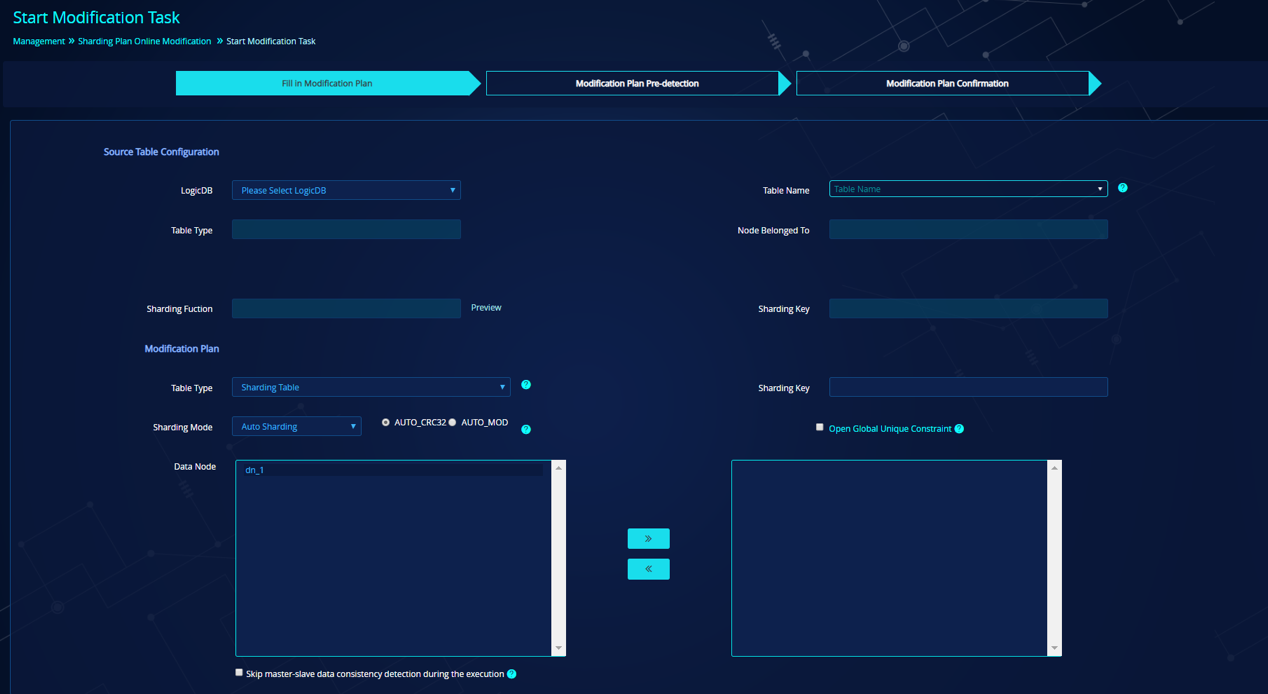 Start Modification Task
Management » Sharding Plan Online Modification » Start Modification Task
Fill in Modification Plan
Modification Plan Pre-detection
Modification Plan Confirmation
Source Table Configuration
LogicDB Please Select LogicDB
Table Name Table Name ?
Table Type
Node Belonged To
Sharding Fuction Preview
Sharding Key
Modification Plan
Table Type Sharding Table ?
Sharding Key
Sharding Mode Auto Sharding AUTO_CRC32 AUTO_MOD ?
Open Global Unique Constraint ?
Data Node dn_1
»
«
Skip master-slave data consistency detection during the execution ?